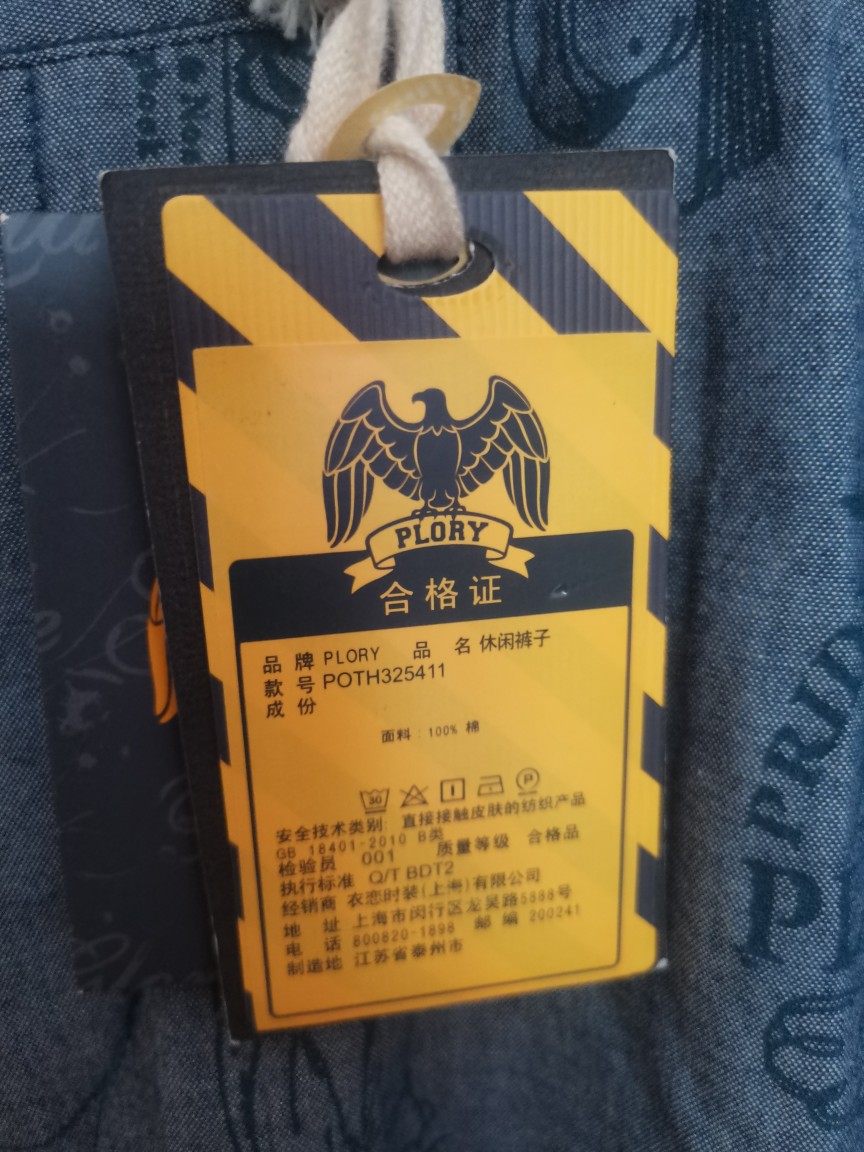 PLORY
合格证
品 牌 PLORY 品 名 休闲裤子
款 号 POTH325411
成 份
面料：100% 棉
30 P
安全技术类别: 直接接触皮肤的纺织产品
GB 18401-2010 B类
检验员 001 质量等级 合格品
执行标准 Q/T BDT2
经销商 衣恋时装(上海)有限公司
地 址 上海市闵行区龙吴路5888号
电 话 800820-1898 邮 编 200241
制造地 江苏省泰州市
PRIO